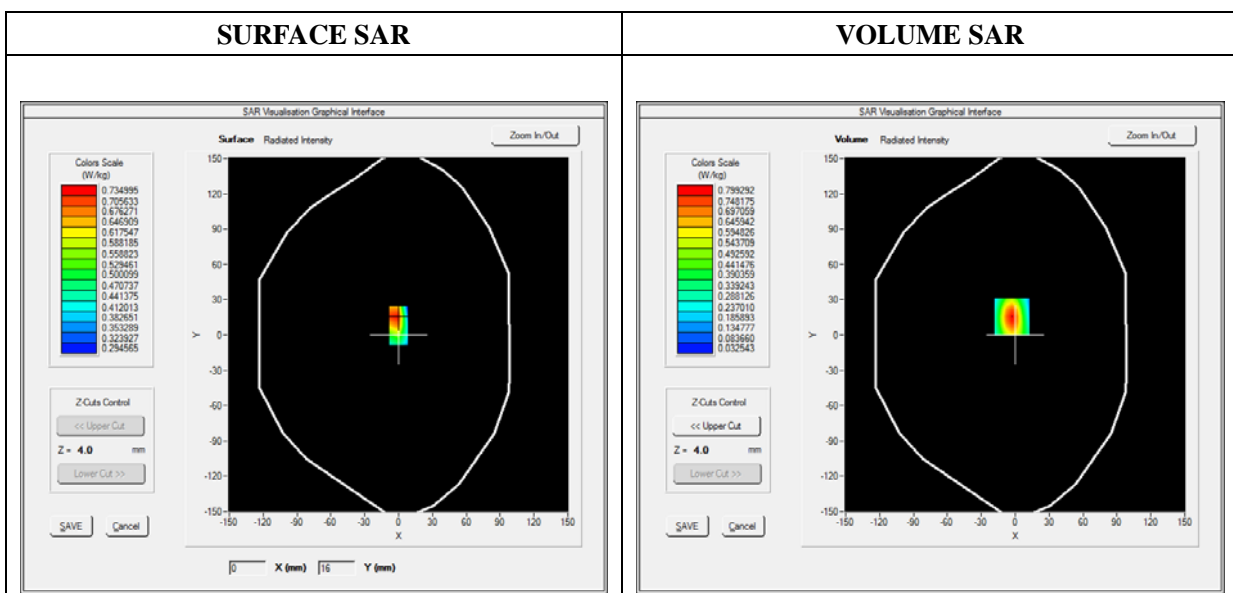 SURFACE SAR
VOLUME SAR
SAR Visualisation Graphical Interface
Surface Radiated Intensity
Zoom In/Out
Colors Scale
(W/kg)
0.734995
0.705633
0.676271
0.646909
0.617547
0.588185
0.558823
0.529461
0.500099
0.470737
0.441375
0.412013
0.382651
0.353289
0.323927
0.294565
150
120
90
60
30
0
-30
-60
-90
-120
-150
Y
-150 -120 -90 -60 -30 0 30 60 90 120 150
X
Z-Cuts Control
<< Upper Cut
Z = 4.0 mm
Lower Cut >>
SAVE Cancel
0 X (mm) 16 Y (mm)
SAR Visualisation Graphical Interface
Volume Radiated Intensity
Zoom In/Out
Colors Scale
(W/kg)
0.799292
0.748175
0.697059
0.645942
0.594826
0.543709
0.492592
0.441476
0.390359
0.339243
0.288126
0.237010
0.185893
0.134777
0.083660
0.032543
150
120
90
60
30
0
-30
-60
-90
-120
-150
Y
-150 -120 -90 -60 -30 0 30 60 90 120 150
X
Z-Cuts Control
<< Upper Cut
Z = 4.0 mm
Lower Cut >>
SAVE Cancel